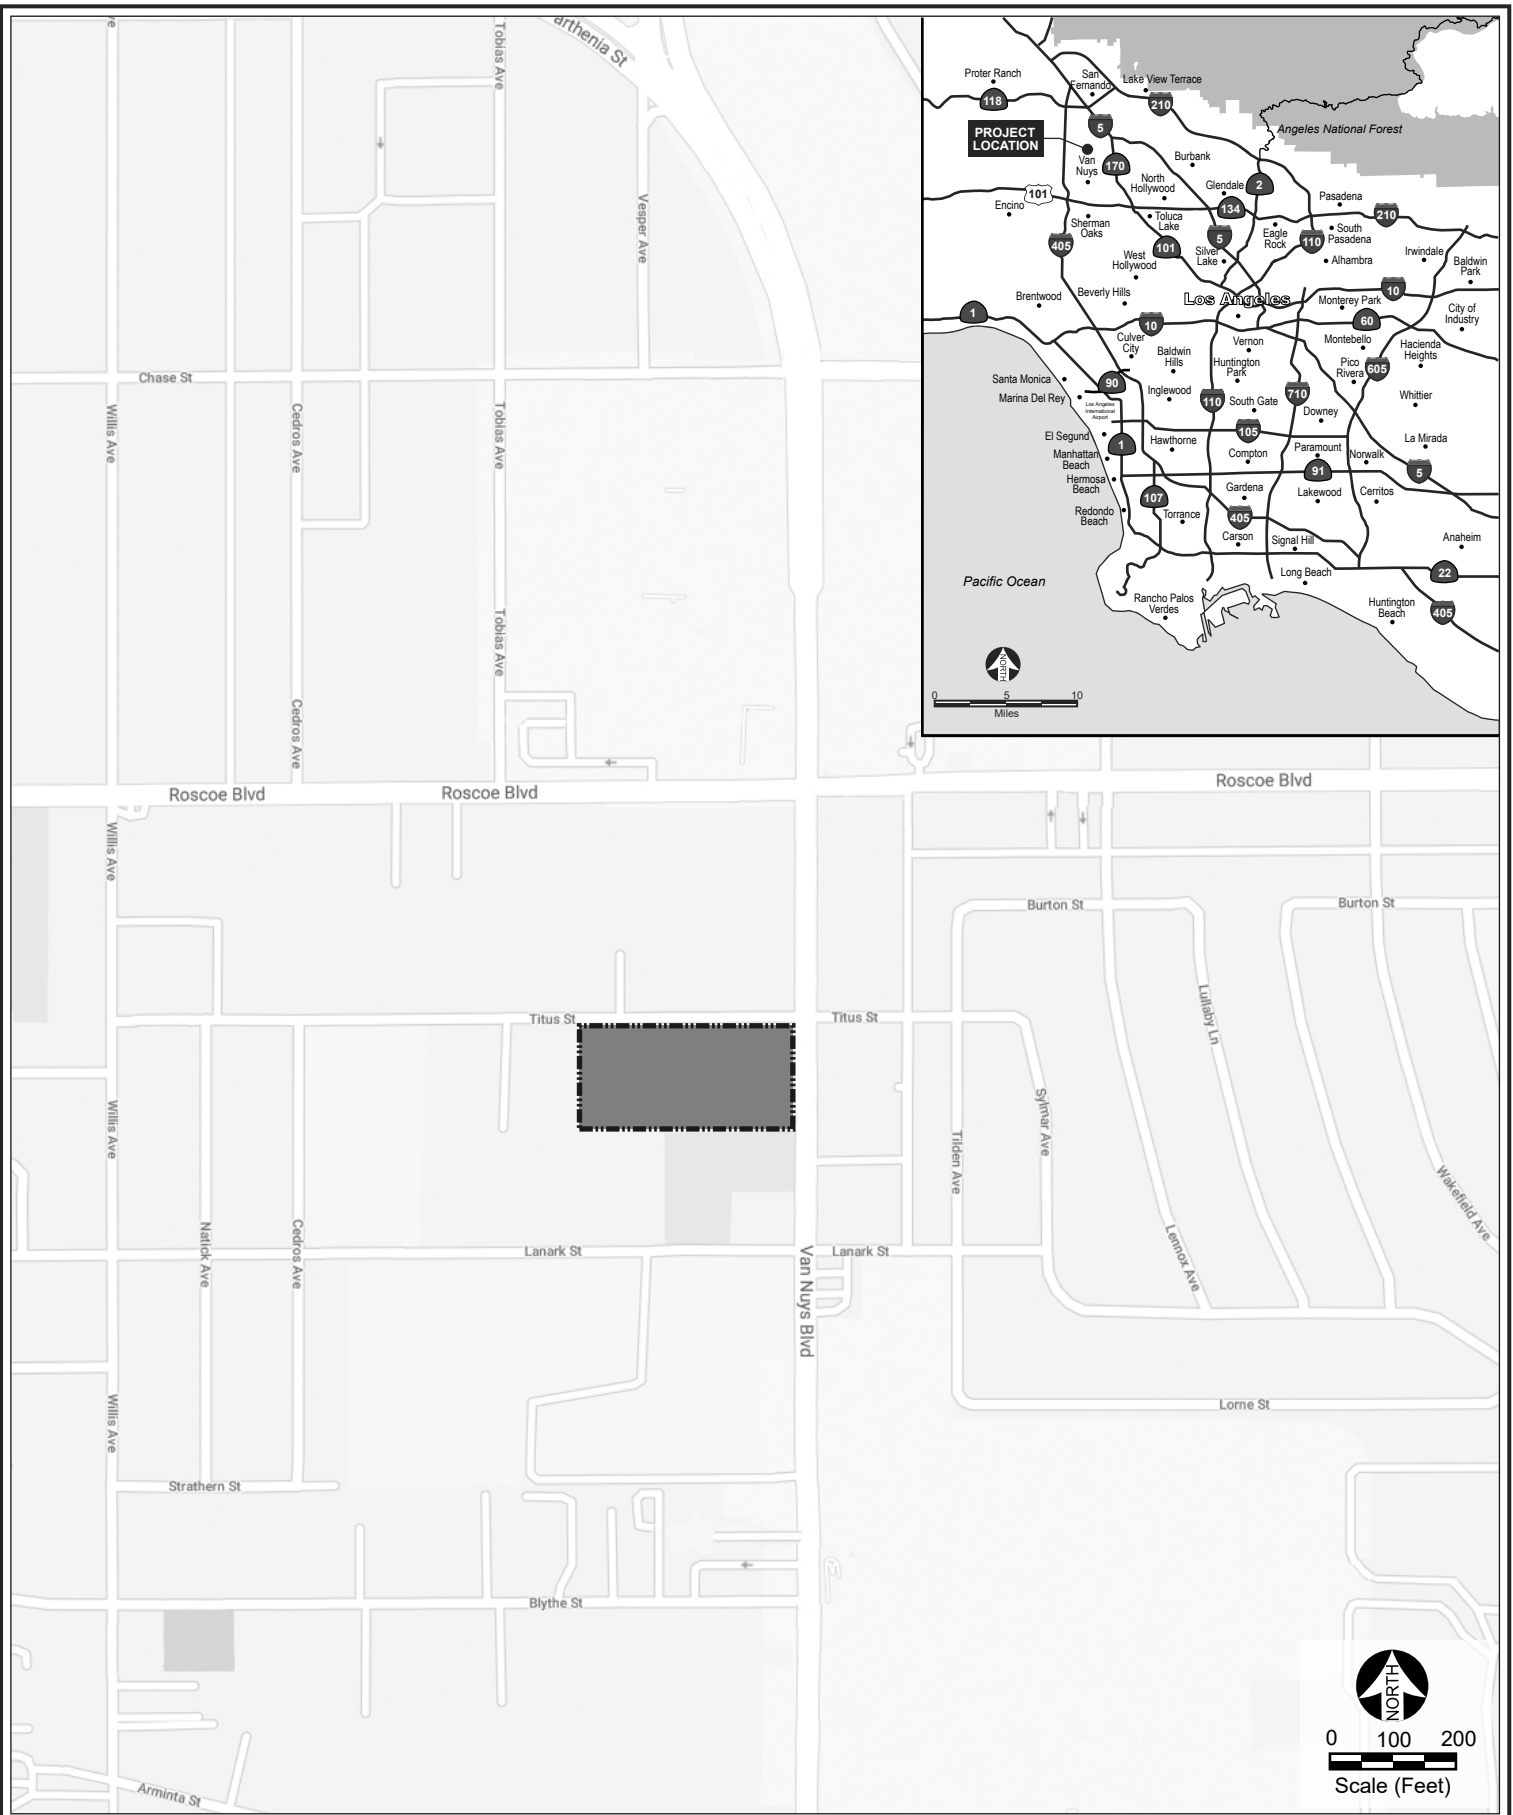 ve
Tobias Ave
arthenia St
Vesper Ave
Chase St
Willis Ave
Cedros Ave
Tobias Ave
Tobias Ave
Cedros Ave
Roscoe Blvd
Roscoe Blvd
Roscoe Blvd
Willis Ave
Burton St
Burton St
Lullaby Ln
Titus St
Titus St
Willis Ave
Sylmar Ave
Tilden Ave
Wakefield Ave
Natick Ave
Cedros Ave
Lanark St
Van Nuys Blvd
Lanark St
Lennox Ave
Willis Ave
Lorne St
Strathern St
Blythe St
Arminta St
NORTH
0 100 200
Scale (Feet)
Proter Ranch
118
San
Fernando
Lake View Terrace
210
5
PROJECT
LOCATION
Angeles National Forest
Van
Nuys
170
Burbank
North
Hollywood
Glendale
2
101
134
Pasadena
Encino
210
Sherman
Oaks
Toluca
Lake
405
101
5
Silver
Lake
Eagle
Rock
110
South
Pasadena
West
Hollywood
Alhambra
Irwindale
Baldwin
Park
Brentwood
Beverly Hills
Los Angeles
Monterey Park
10
City of
Industry
1
10
60
Culver
City
Baldwin
Hills
Vernon
Huntington
Park
Montebello
Pico
Rivera
605
Hacienda
Heights
Santa Monica
90
Marina Del Rey
Los Angeles
International
Airport
Inglewood
110
South Gate
710
Downey
Whittier
El Segund
1
Hawthorne
105
Manhattan
Beach
Compton
Paramount
91
Norwalk
La Mirada
5
Hermosa
Beach
107
Gardena
Lakewood
Cerritos
Redondo
Beach
Torrance
405
Carson
Signal Hill
Anaheim
Long Beach
22
Pacific Ocean
Rancho Palos
Verdes
Huntington
Beach
405
NORTH
0 5 10
Miles